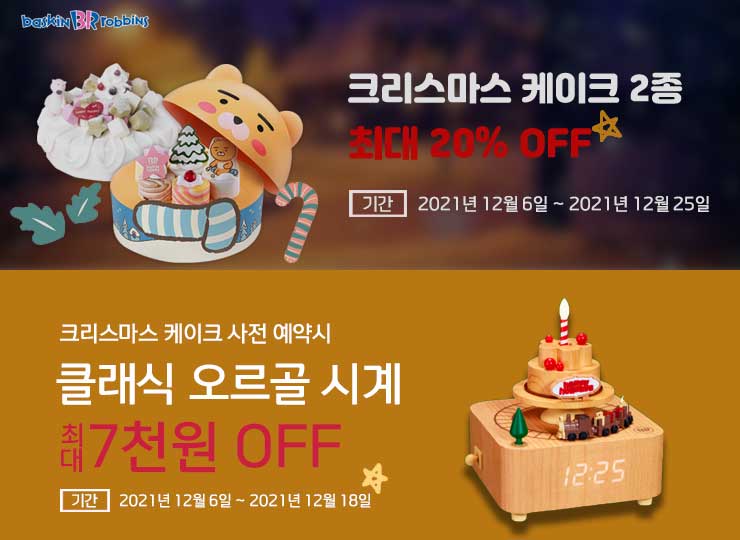 baskin BR robbins
크리스마스 케이크 2종
최대 20% OFF
기간 2021년 12월 6일 ~ 2021년 12월 25일
크리스마스 케이크 사전 예약시
클래식 오르골 시계
최대 7천원 OFF
기간 2021년 12월 6일 ~ 2021년 12월 18일
12:25